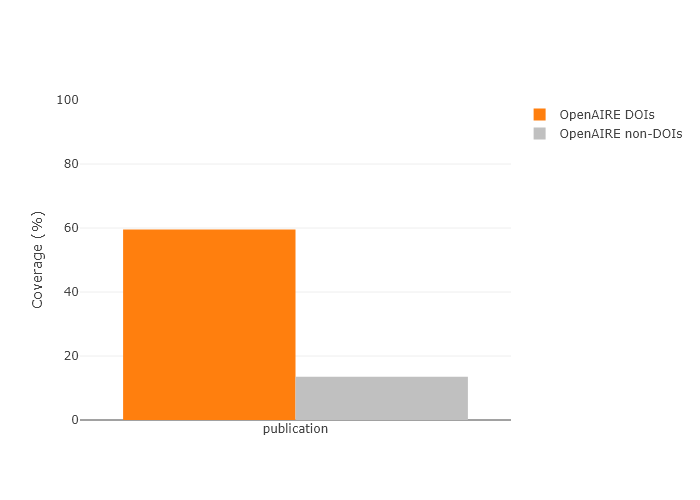 100
80
60
40
20
0
Coverage (%)
publication
OpenAIRE DOIs
OpenAIRE non-DOIs